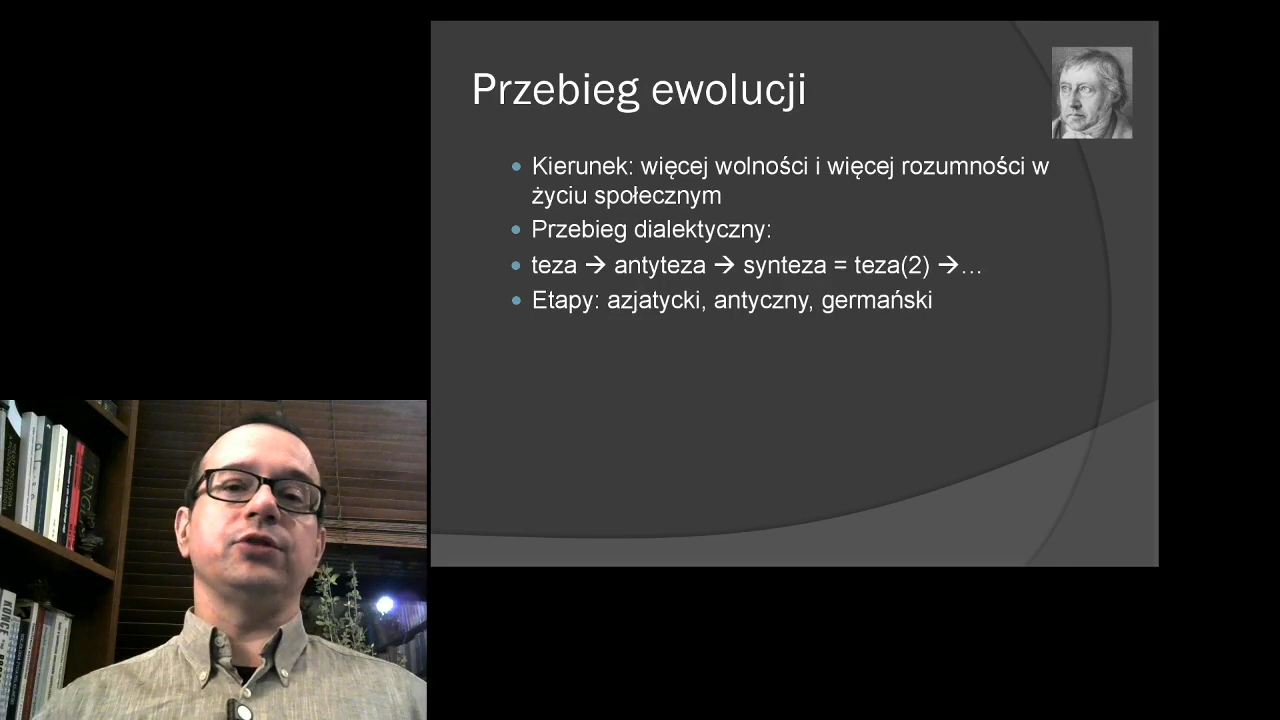 Przebieg ewolucji
• Kierunek: więcej wolności i więcej rozumności w
życiu społecznym
• Przebieg dialektyczny:
• teza → antyteza → synteza = teza(2) →…
• Etapy: azjatycki, antyczny, germański